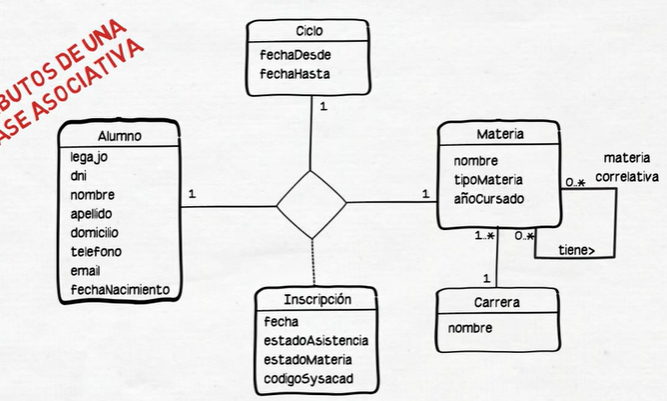 BUTOS DE UNA
ASE ASOCIATIVA
Ciclo
fechaDesde
fechaHasta
1
Alumno
legajo
dni
nombre
apellido
domicilio
telefono
email
fechaNacimiento
1
1
Materia
nombre
tipoMateria
añoCursado
materia
correlativa
0..*
1..*
0..*
tiene>
1
Carrera
nombre
Inscripción
fecha
estadoAsistencia
estadoMateria
codigoSysacad